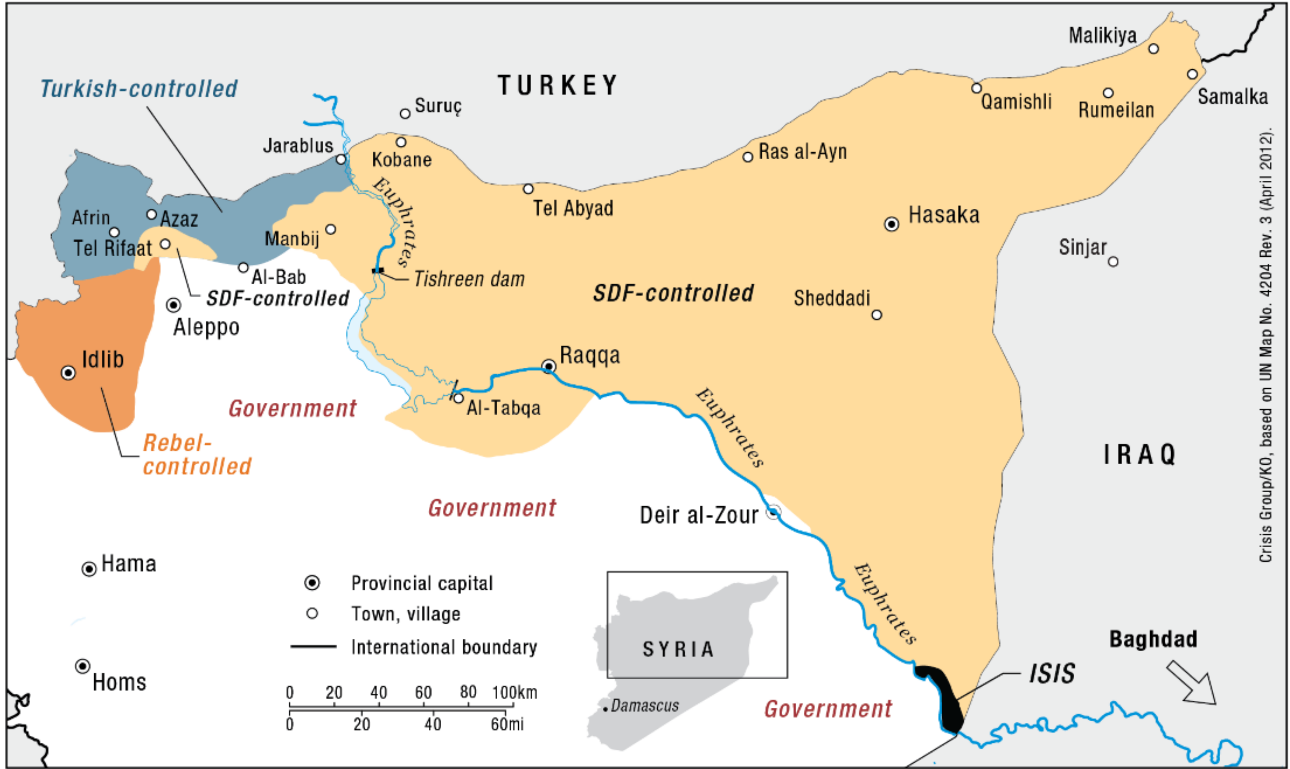 TURKEY
Turkish-controlled
Malikiya
Samalka
Rumeilan
Qamishli
Suruç
Jarablus
Kobane
Ras al-Ayn
Tel Abyad
Euphrates
Afrin
Azaz
Tel Rifaat
Manbij
Hasaka
Sinjar
Al-Bab
Tishreen dam
SDF-controlled
SDF-controlled
Sheddadi
Aleppo
Idlib
Raqqa
Al-Tabqa
Government
Euphrates
Rebel-
controlled
IRAQ
Government
Deir al-Zour
Hama
Homs
Euphrates
Provincial capital
Town, village
International boundary
0 20 40 60 80 100km
0 20 40 60mi
SYRIA
Damascus
Government
ISIS
Baghdad
Crisis Group/KO, based on UN Map No. 4204 Rev. 3 (April 2012).